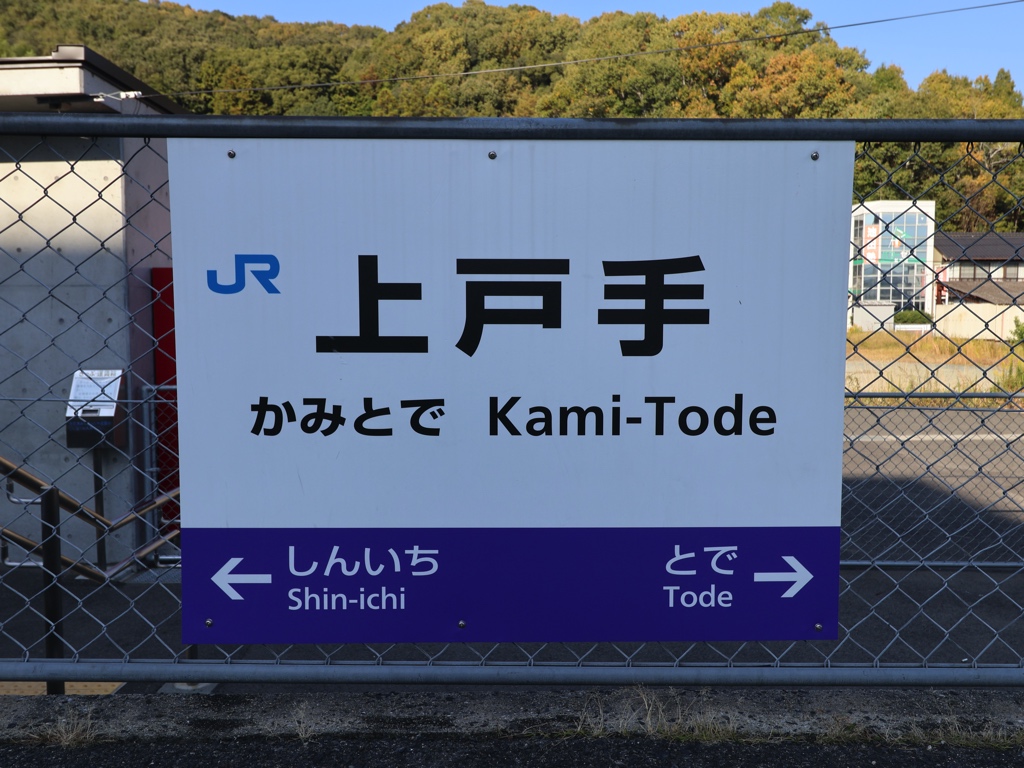 JR 上戸手
かみとで Kami-Tode
しんいち
Shin-ichi
とで
Tode